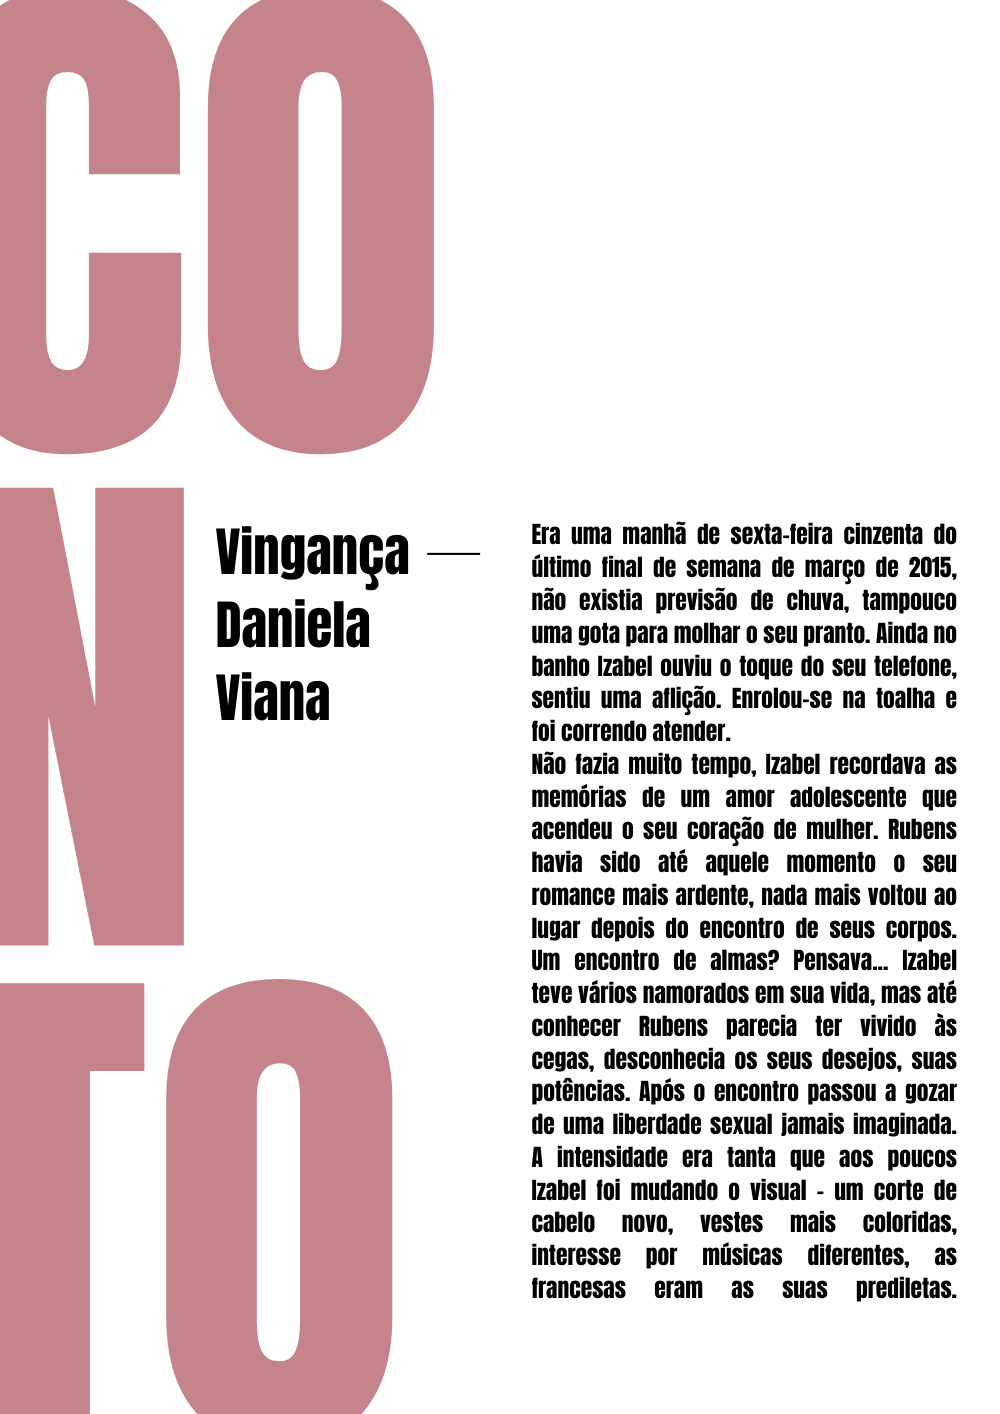 CO
N
TO
Vingança
Daniela
Viana
Era uma manhã de sexta-feira cinzenta do
último final de semana de março de 2015,
não existia previsão de chuva, tampouco
uma gota para molhar o seu pranto. Ainda no
banho Izabel ouviu o toque do seu telefone,
sentiu uma aflição. Enrolou-se na toalha e
foi correndo atender.
Não fazia muito tempo, Izabel recordava as
memórias de um amor adolescente que
acendeu o seu coração de mulher. Rubens
havia sido até aquele momento o seu
romance mais ardente, nada mais voltou ao
lugar depois do encontro de seus corpos.
Um encontro de almas? Pensava... Izabel
teve vários namorados em sua vida, mas até
conhecer Rubens parecia ter vivido às
cegas, desconhecia os seus desejos, suas
potências. Após o encontro passou a gozar
de uma liberdade sexual jamais imaginada.
A intensidade era tanta que aos poucos
Izabel foi mudando o visual - um corte de
cabelo novo, vestes mais coloridas,
interesse por músicas diferentes, as
francesas eram as suas prediletas.